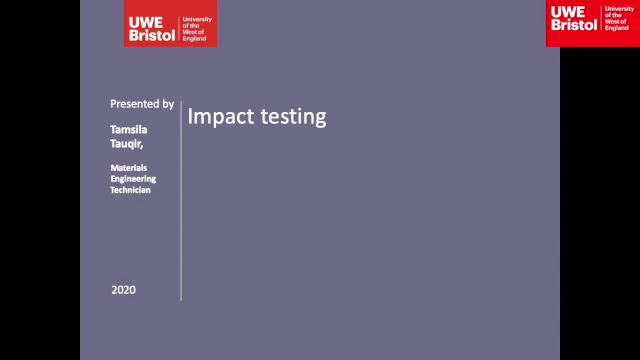 UWE
Bristol
University
of the
West of
England
UWE
Bristol
University
of the
West of
England
Presented by
Tamsila
Tauqir,
Materials
Engineering
Technician
2020
Impact testing